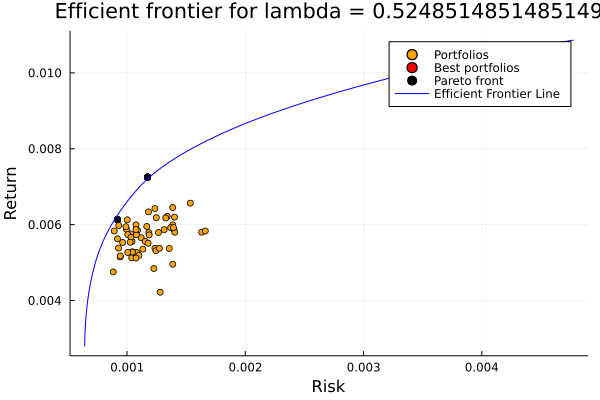 Efficient frontier for lambda = 0.5248514851485149
Portfolios
Best portfolios
Pareto front
Efficient Frontier Line
0.010
0.008
0.006
0.004
Return
0.001 0.002 0.003 0.004
Risk